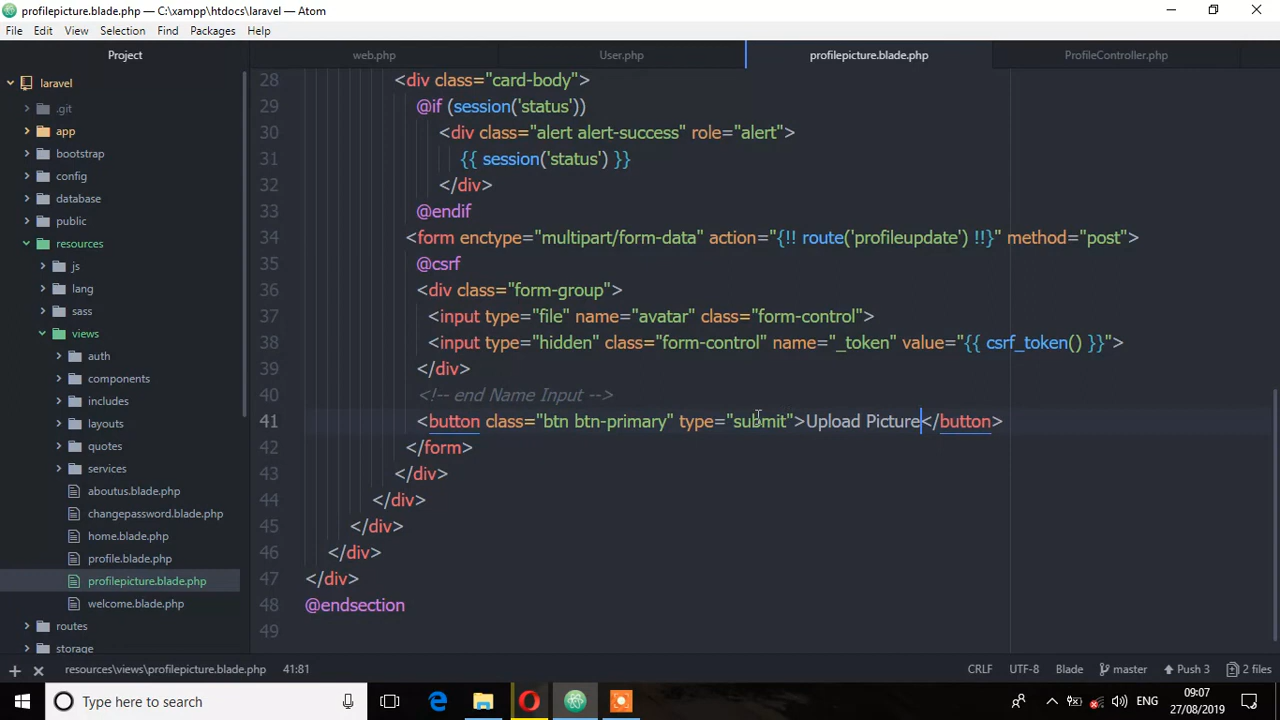 profilepicture.blade.php — C:\xampp\htdocs\laravel — Atom
File Edit View Selection Find Packages Help
Project
web.php User.php profilepicture.blade.php ProfileController.php
laravel
.git
app
bootstrap
config
database
public
resources
js
lang
sass
views
auth
components
includes
layouts
quotes
services
aboutus.blade.php
changepassword.blade.php
home.blade.php
profile.blade.php
profilepicture.blade.php
welcome.blade.php
routes
storage
28 <div class="card-body">
29 @if (session('status'))
30 <div class="alert alert-success" role="alert">
31 {{ session('status') }}
32 </div>
33 @endif
34 <form enctype="multipart/form-data" action="{!! route('profileupdate') !!}" method="post">
35 @csrf
36 <div class="form-group">
37 <input type="file" name="avatar" class="form-control">
38 <input type="hidden" class="form-control" name="_token" value="{{ csrf_token() }}">
39 </div>
40 <!-- end Name Input -->
41 <button class="btn btn-primary" type="submit">Upload Picture</button>
42 </form>
43 </div>
44 </div>
45 </div>
46 </div>
47 </div>
48 @endsection
49
resources\views\profilepicture.blade.php 41:81 CRLF UTF-8 Blade master Push 3 2 files
Type here to search
ENG
09:07
27/08/2019